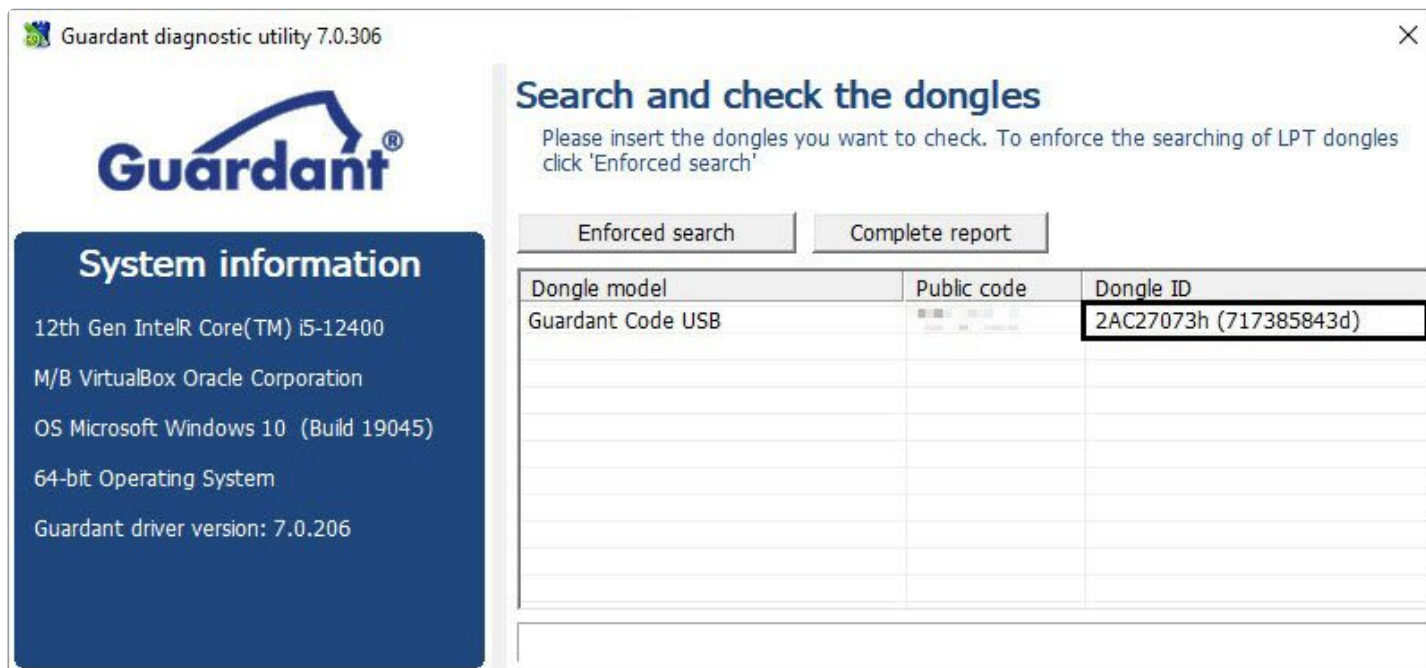 Guardant diagnostic utility 7.0.306
Guardant®
System information
12th Gen IntelR Core(TM) i5-12400
M/B VirtualBox Oracle Corporation
OS Microsoft Windows 10 (Build 19045)
64-bit Operating System
Guardant driver version: 7.0.206
Search and check the dongles
Please insert the dongles you want to check. To enforce the searching of LPT dongles
click 'Enforced search'
Enforced search Complete report
Dongle model Public code Dongle ID
Guardant Code USB 2AC27073h (717385843d)